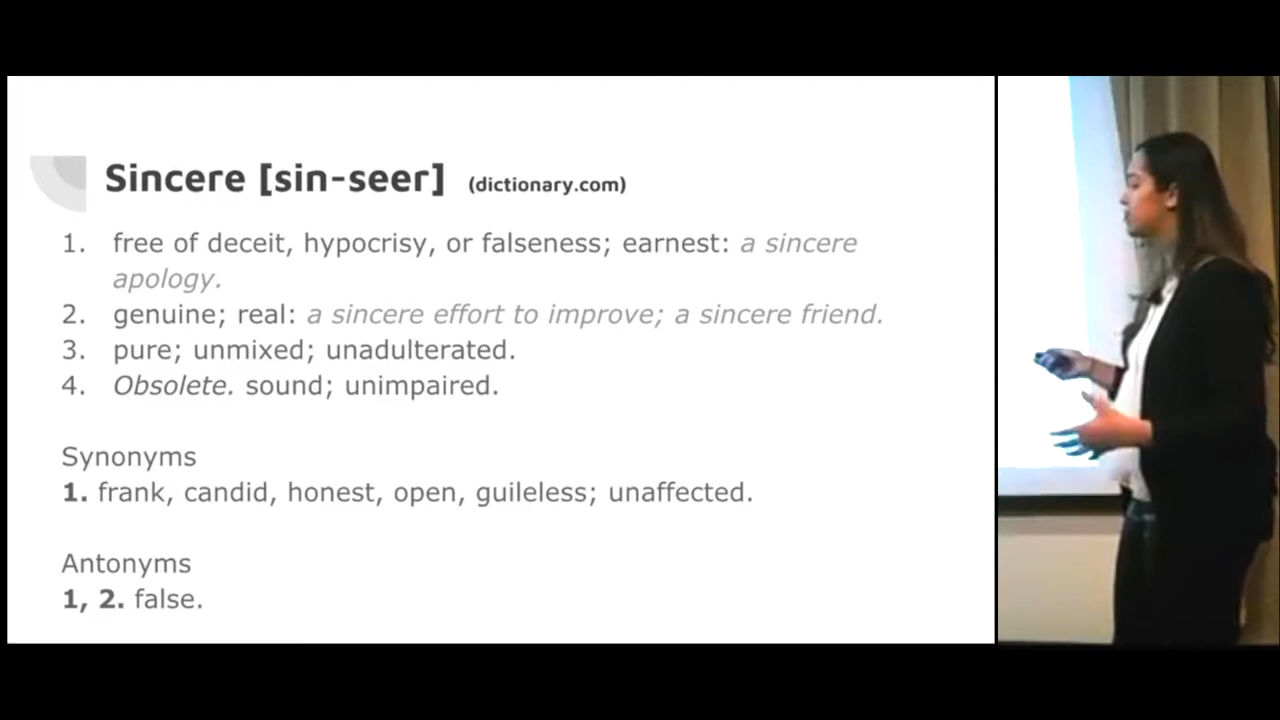 Sincere [sin-seer] (dictionary.com)
1. free of deceit, hypocrisy, or falseness; earnest: a sincere
apology.
2. genuine; real: a sincere effort to improve; a sincere friend.
3. pure; unmixed; unadulterated.
4. Obsolete. sound; unimpaired.
Synonyms
1. frank, candid, honest, open, guileless; unaffected.
Antonyms
1, 2. false.